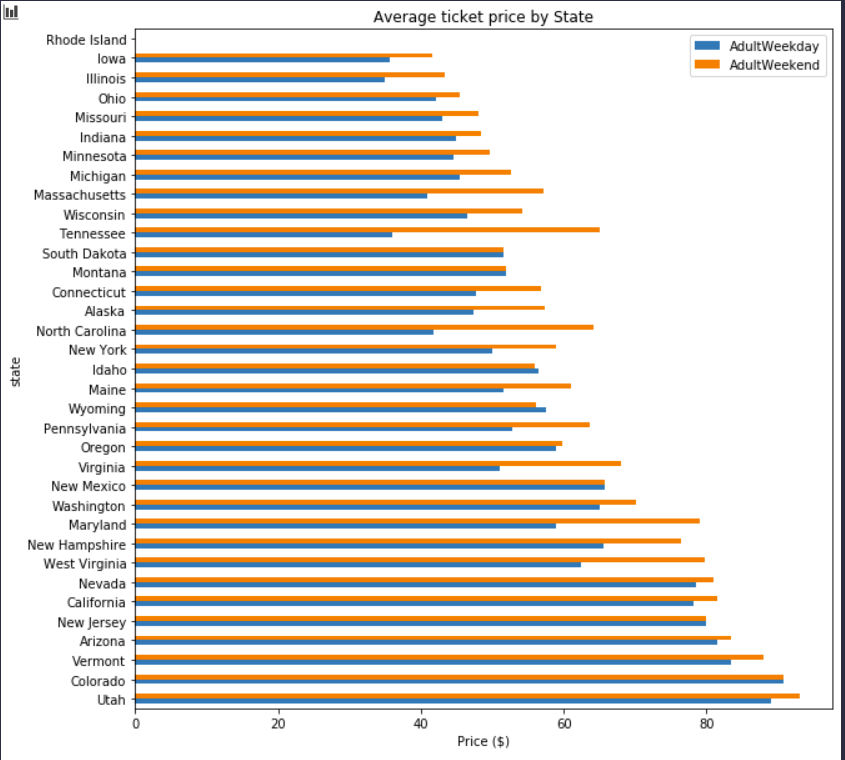 Average ticket price by State
AdultWeekday
AdultWeekend
state
Rhode Island
Iowa
Illinois
Ohio
Missouri
Indiana
Minnesota
Michigan
Massachusetts
Wisconsin
Tennessee
South Dakota
Montana
Connecticut
Alaska
North Carolina
New York
Idaho
Maine
Wyoming
Pennsylvania
Oregon
Virginia
New Mexico
Washington
Maryland
New Hampshire
West Virginia
Nevada
California
New Jersey
Arizona
Vermont
Colorado
Utah
0 20 40 60 80
Price ($)